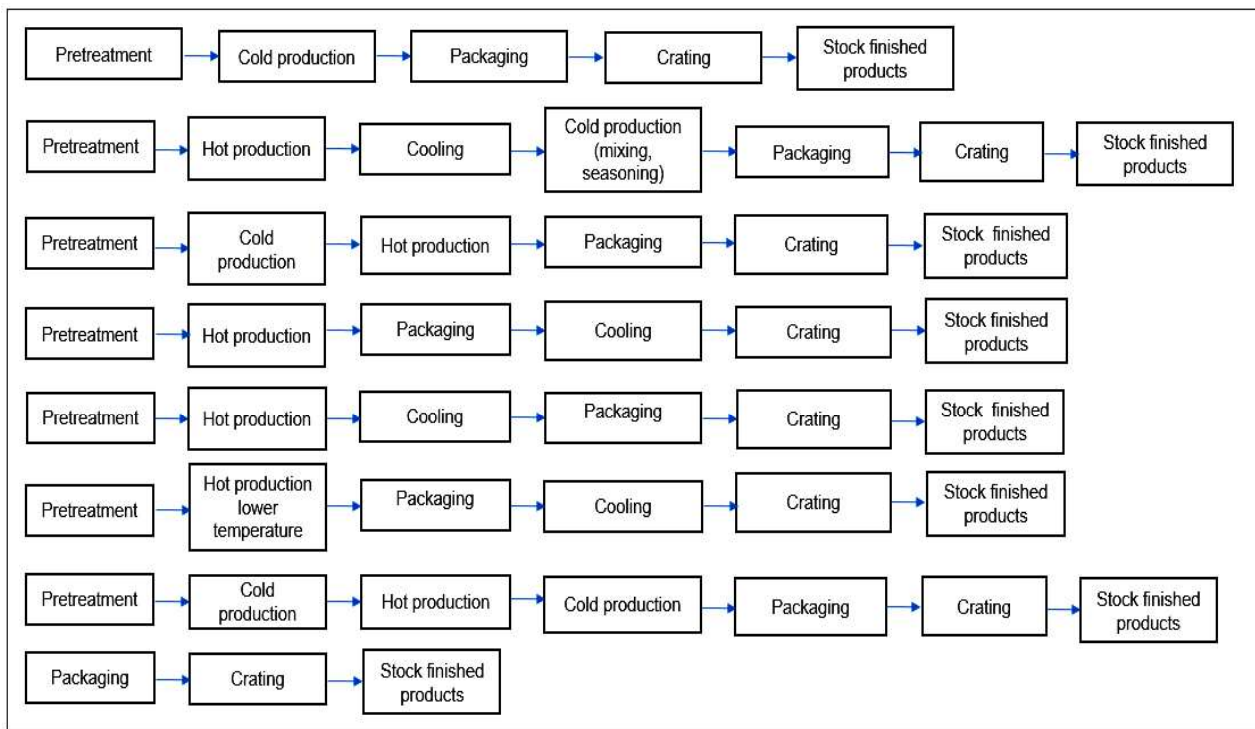 Pretreatment
Cold production
Packaging
Crating
Stock finished
products
Pretreatment
Hot production
Cooling
Cold production
(mixing,
seasoning)
Packaging
Crating
Stock finished
products
Pretreatment
Cold
production
Hot production
Packaging
Crating
Stock finished
products
Pretreatment
Hot production
Packaging
Cooling
Crating
Stock finished
products
Pretreatment
Hot production
Cooling
Packaging
Crating
Stock finished
products
Pretreatment
Hot production
lower
temperature
Packaging
Cooling
Crating
Stock finished
products
Pretreatment
Cold
production
Hot production
Cold production
Packaging
Crating
Stock finished
products
Packaging
Crating
Stock finished
products